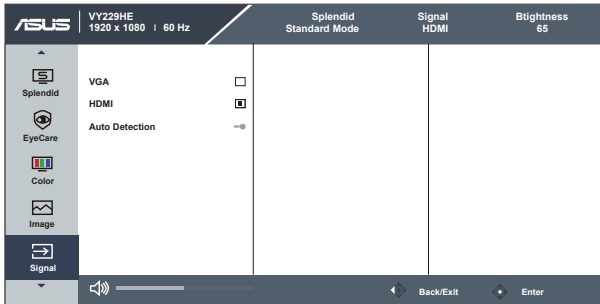 ASUS
VY229HE
1920 x 1080 | 60 Hz
Splendid
Standard Mode
Signal
HDMI
Btightness
65
Splendid
EyeCare
Color
Image
Signal
VGA
HDMI
Auto Detection
Back/Exit
Enter